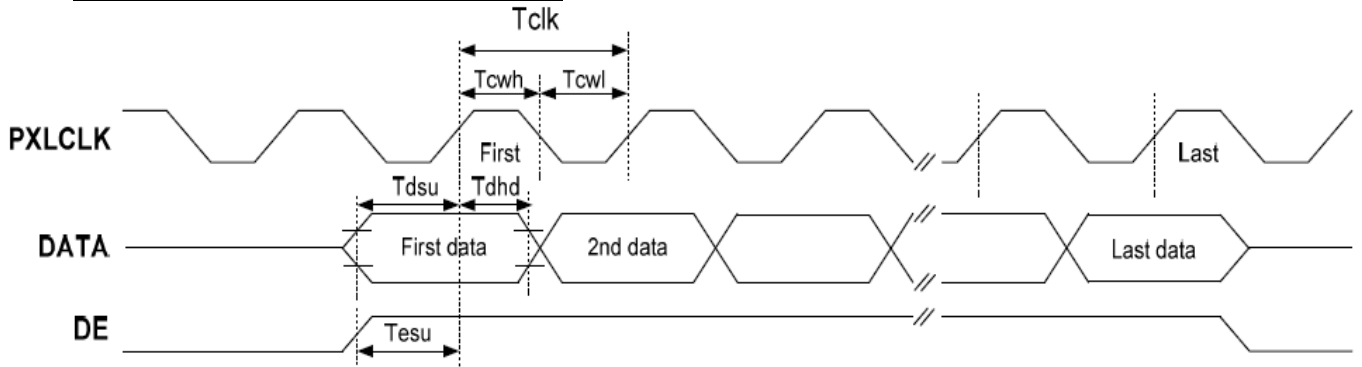 Tclk
Tcwh Tcwl
PXLCLK
First
Last
Tdsu Tdhd
DATA
First data
2nd data
Last data
DE
Tesu